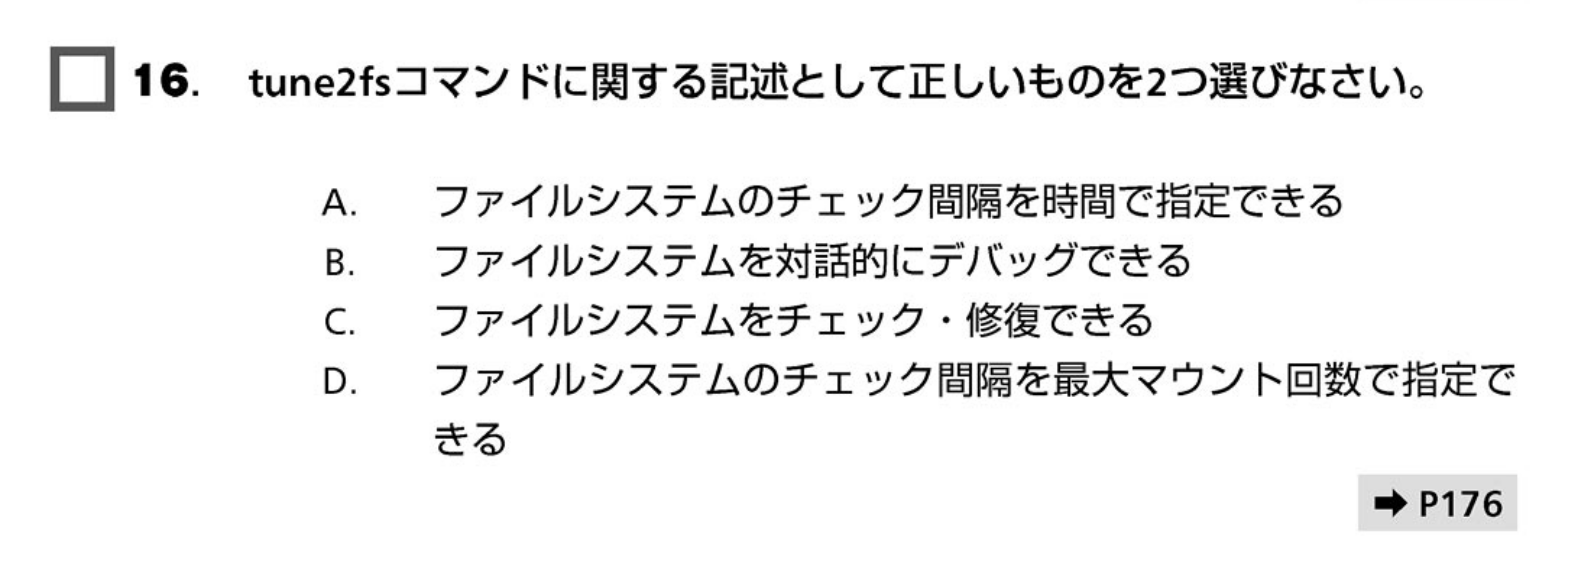 16. tune2fsコマンドに関する記述として正しいものを2つ選びなさい。
A. ファイルシステムのチェック間隔を時間で指定できる
B. ファイルシステムを対話的にデバッグできる
C. ファイルシステムをチェック・修復できる
D. ファイルシステムのチェック間隔を最大マウント回数で指定で
きる
➡ P176